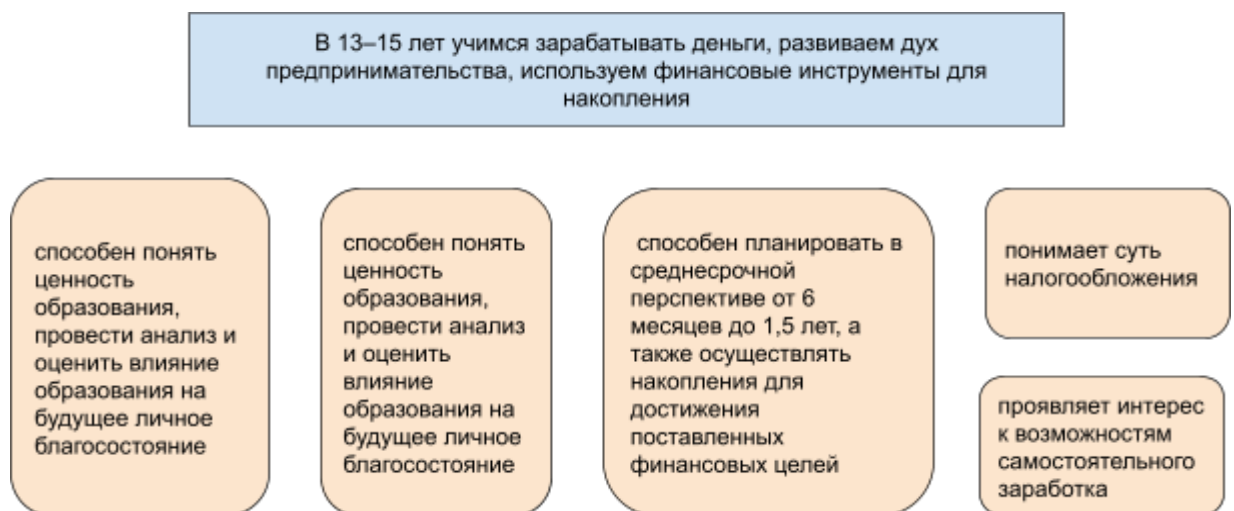 В 13–15 лет учимся зарабатывать деньги, развиваем дух
предпринимательства, используем финансовые инструменты для
накопления
способен понять
ценность
образования,
провести анализ и
оценить влияние
образования на
будущее личное
благосостояние
способен понять
ценность
образования,
провести анализ
и оценить
влияние
образования на
будущее личное
благосостояние
способен планировать в
среднесрочной
перспективе от 6
месяцев до 1,5 лет, а
также осуществлять
накопления для
достижения
поставленных
финансовых целей
понимает суть
налогообложения
проявляет интерес
к возможностям
самостоятельного
заработка